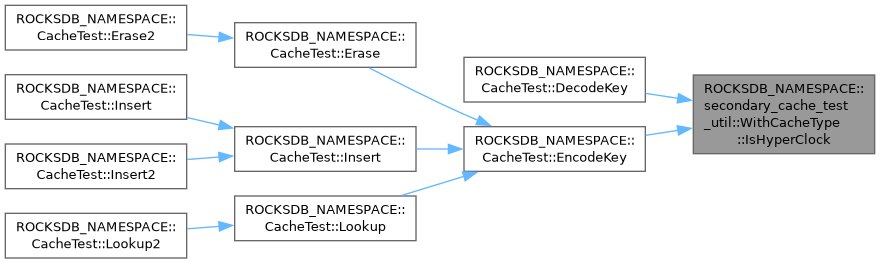 ROCKSDB_NAMESPACE::
CacheTest::Erase2
ROCKSDB_NAMESPACE::
CacheTest::Insert
ROCKSDB_NAMESPACE::
CacheTest::Insert2
ROCKSDB_NAMESPACE::
CacheTest::Lookup2
ROCKSDB_NAMESPACE::
CacheTest::Erase
ROCKSDB_NAMESPACE::
CacheTest::Insert
ROCKSDB_NAMESPACE::
CacheTest::Lookup
ROCKSDB_NAMESPACE::
CacheTest::DecodeKey
ROCKSDB_NAMESPACE::
CacheTest::EncodeKey
ROCKSDB_NAMESPACE::
secondary_cache_test
_util::WithCacheType
::IsHyperClock